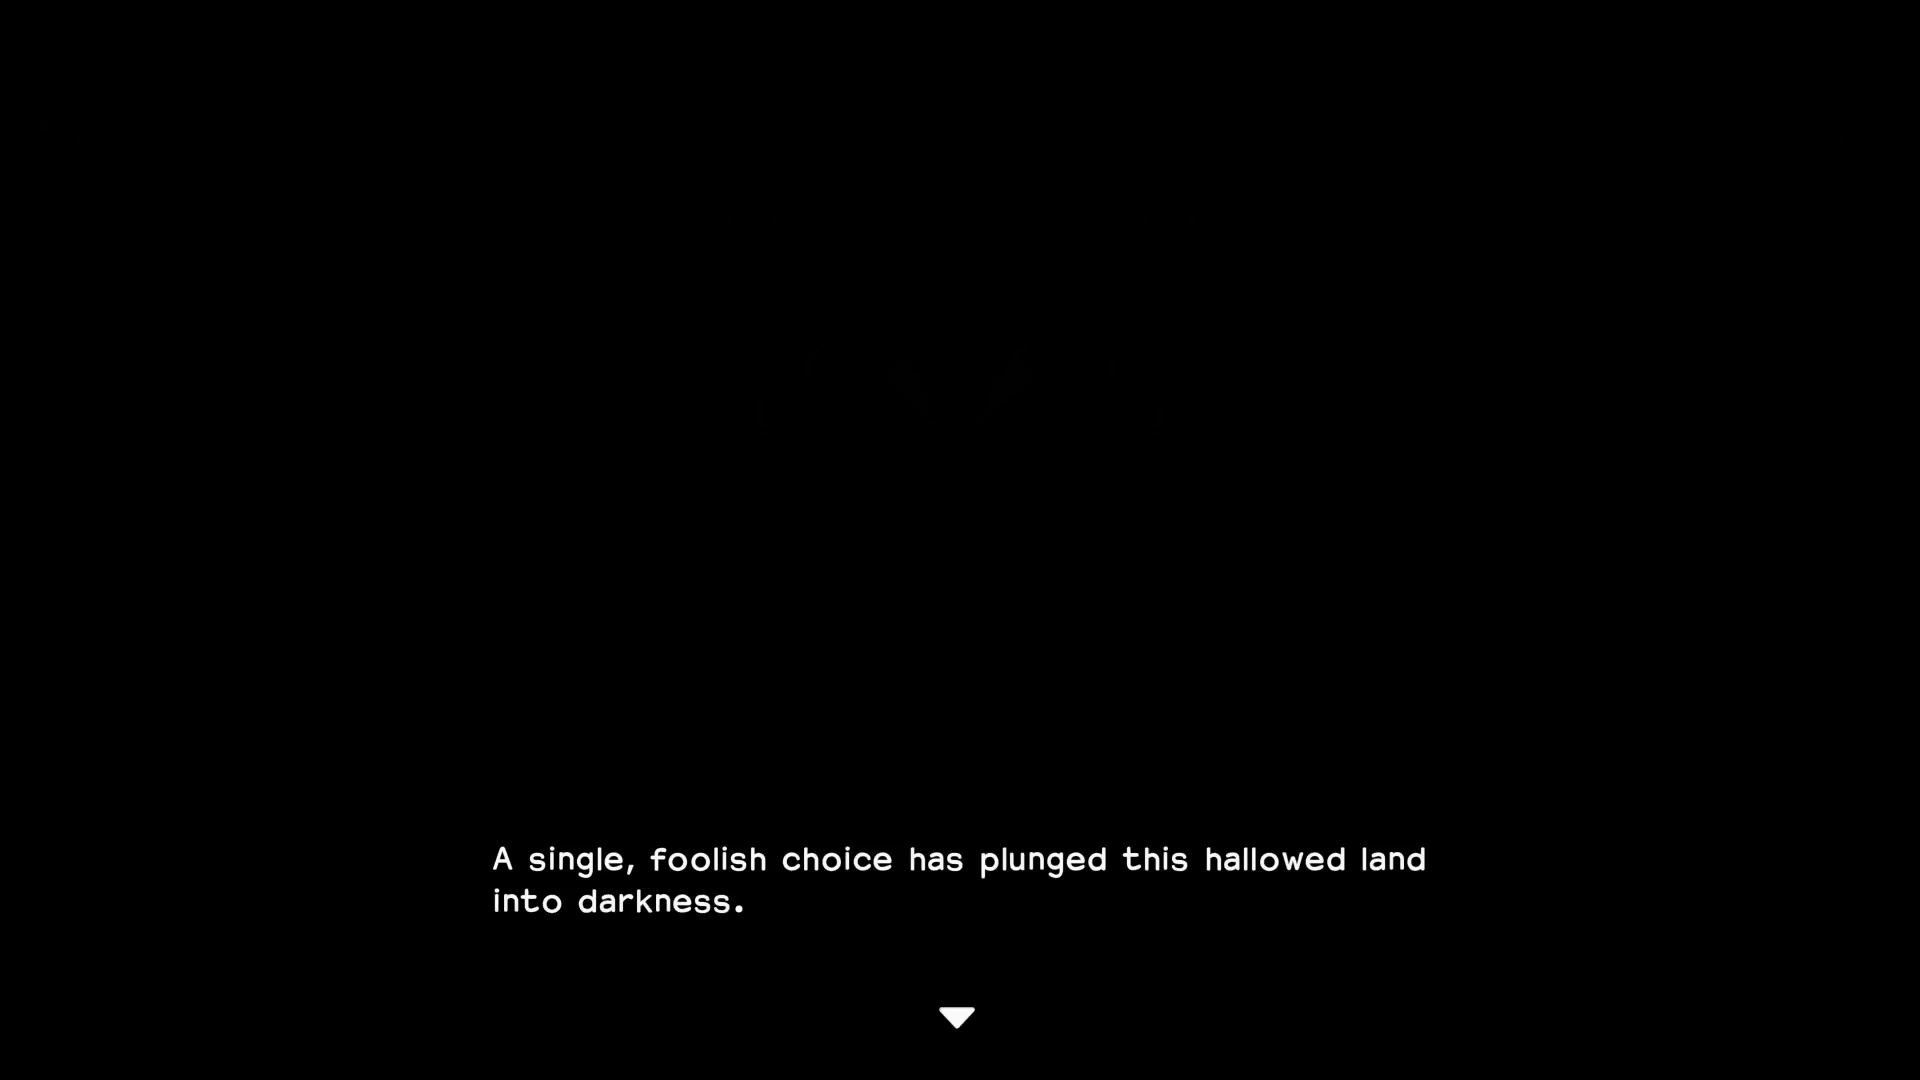 A single, foolish choice has plunged this hallowed land
into darkness.